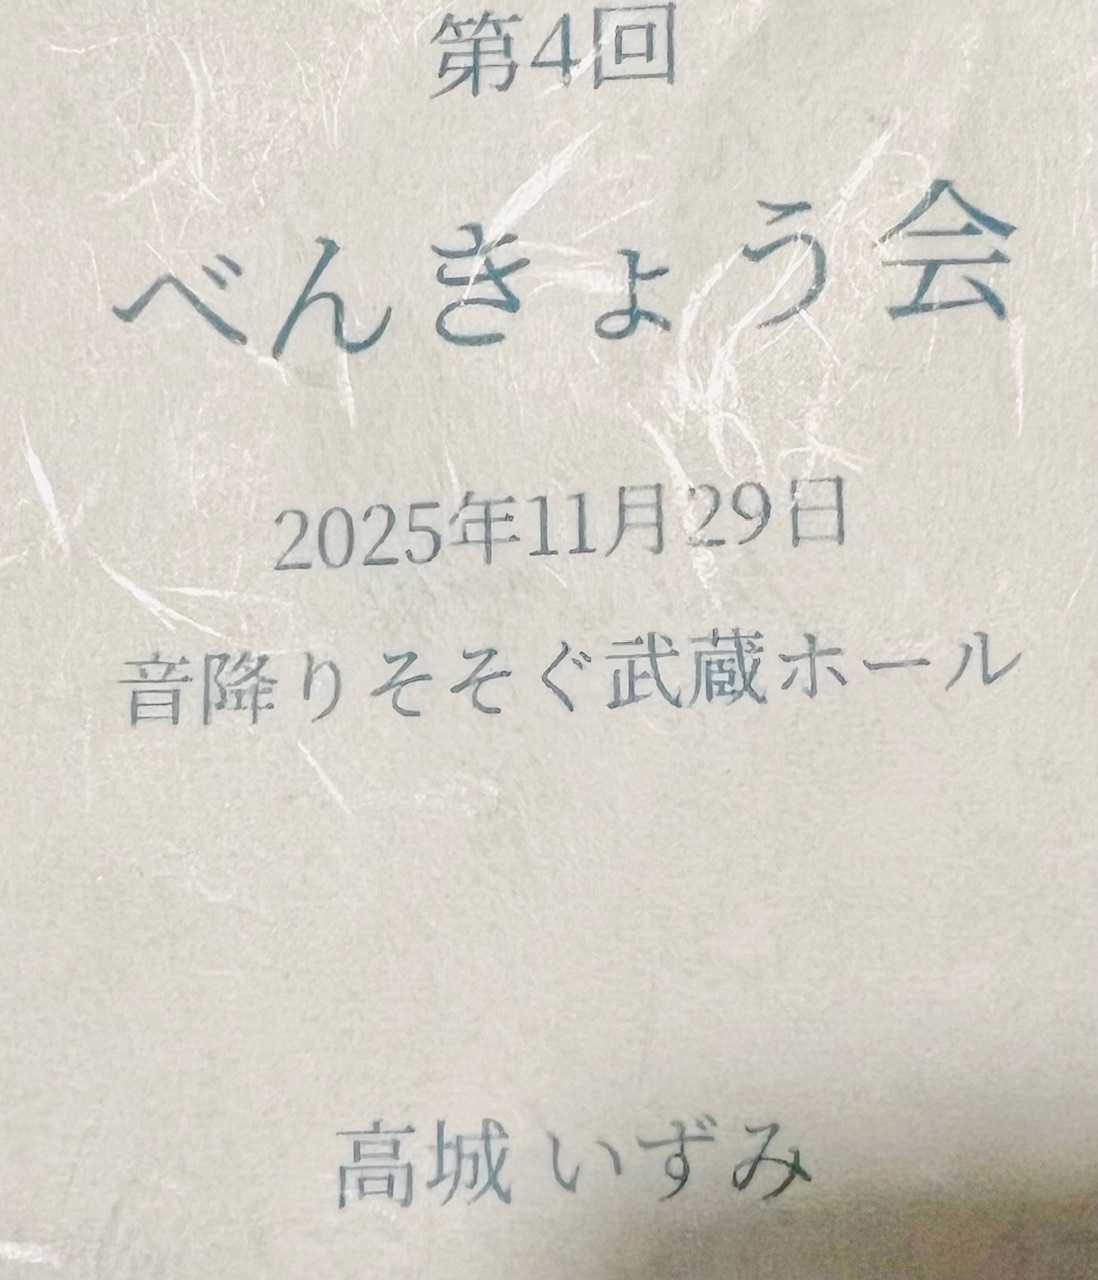 第4回
べんきょう会
2025年11月29日
音降りそそぐ武蔵ホール
高城 いずみ